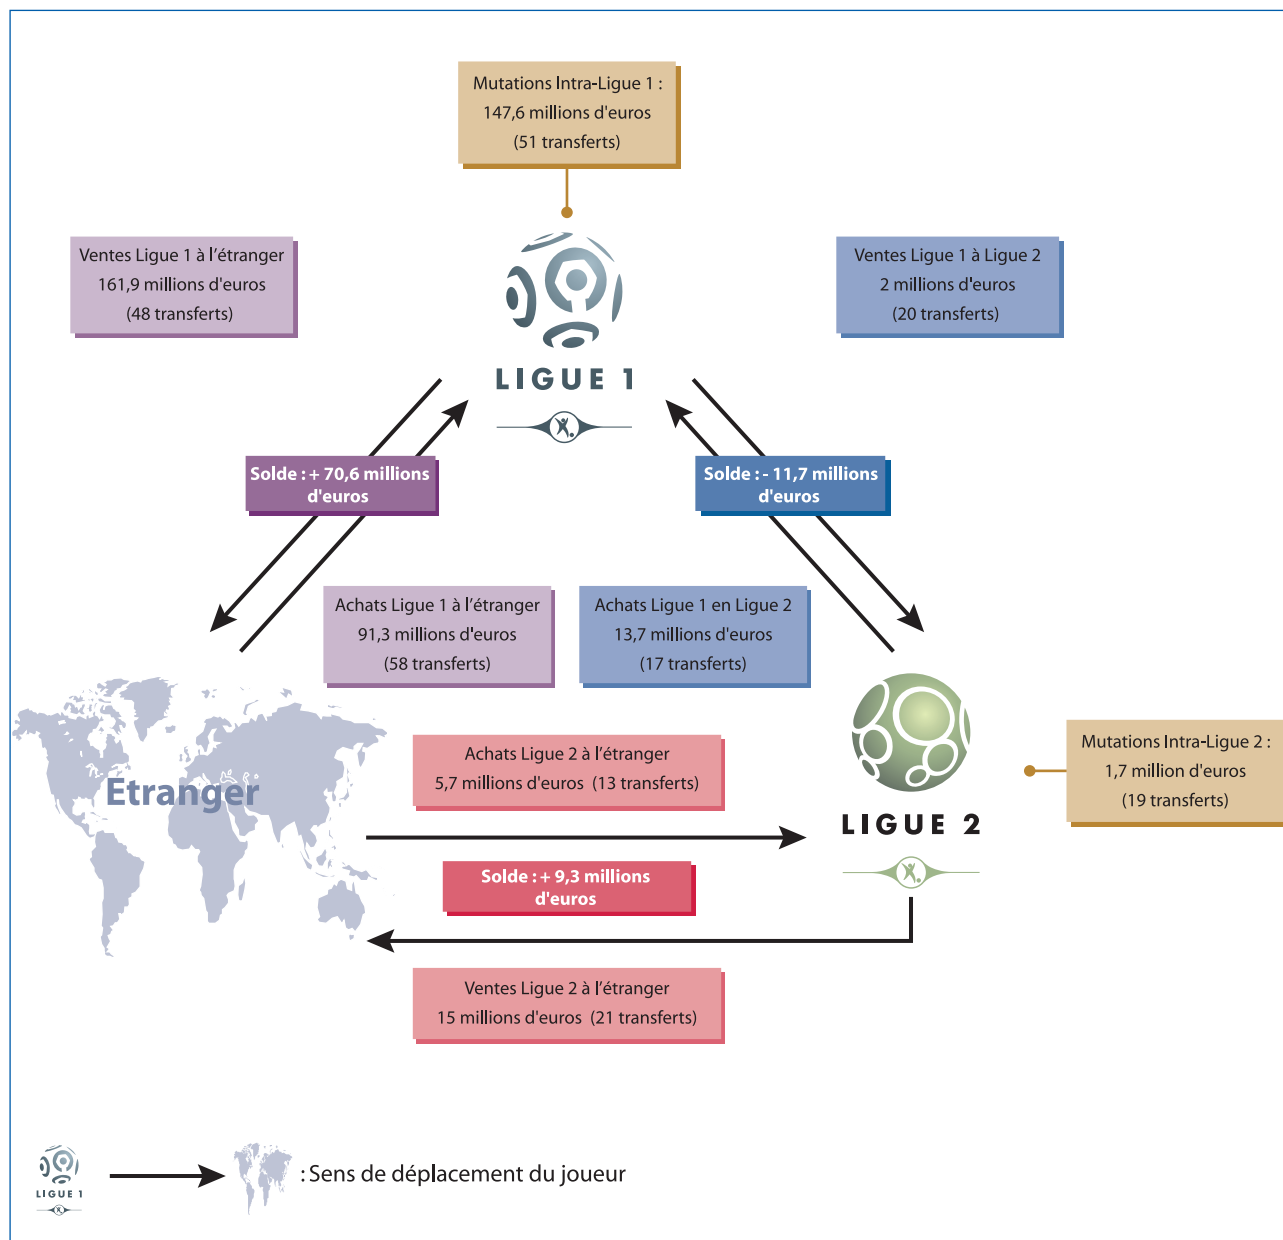 Mutations Intra-Ligue 1 :
147,6 millions d'euros
(51 transferts)
Ventes Ligue 1 à l'étranger
161,9 millions d'euros
(48 transferts)
Ventes Ligue 1 à Ligue 2
2 millions d'euros
(20 transferts)
LIGUE 1
Solde : + 70,6 millions
d'euros
Solde : - 11,7 millions
d'euros
Achats Ligue 1 à l'étranger
91,3 millions d'euros
(58 transferts)
Achats Ligue 1 en Ligue 2
13,7 millions d'euros
(17 transferts)
Etranger
Achats Ligue 2 à l'étranger
5,7 millions d'euros (13 transferts)
Mutations Intra-Ligue 2 :
1,7 million d'euros
(19 transferts)
LIGUE 2
Solde : + 9,3 millions
d'euros
Ventes Ligue 2 à l'étranger
15 millions d'euros (21 transferts)
LIGUE 1
: Sens de déplacement du joueur